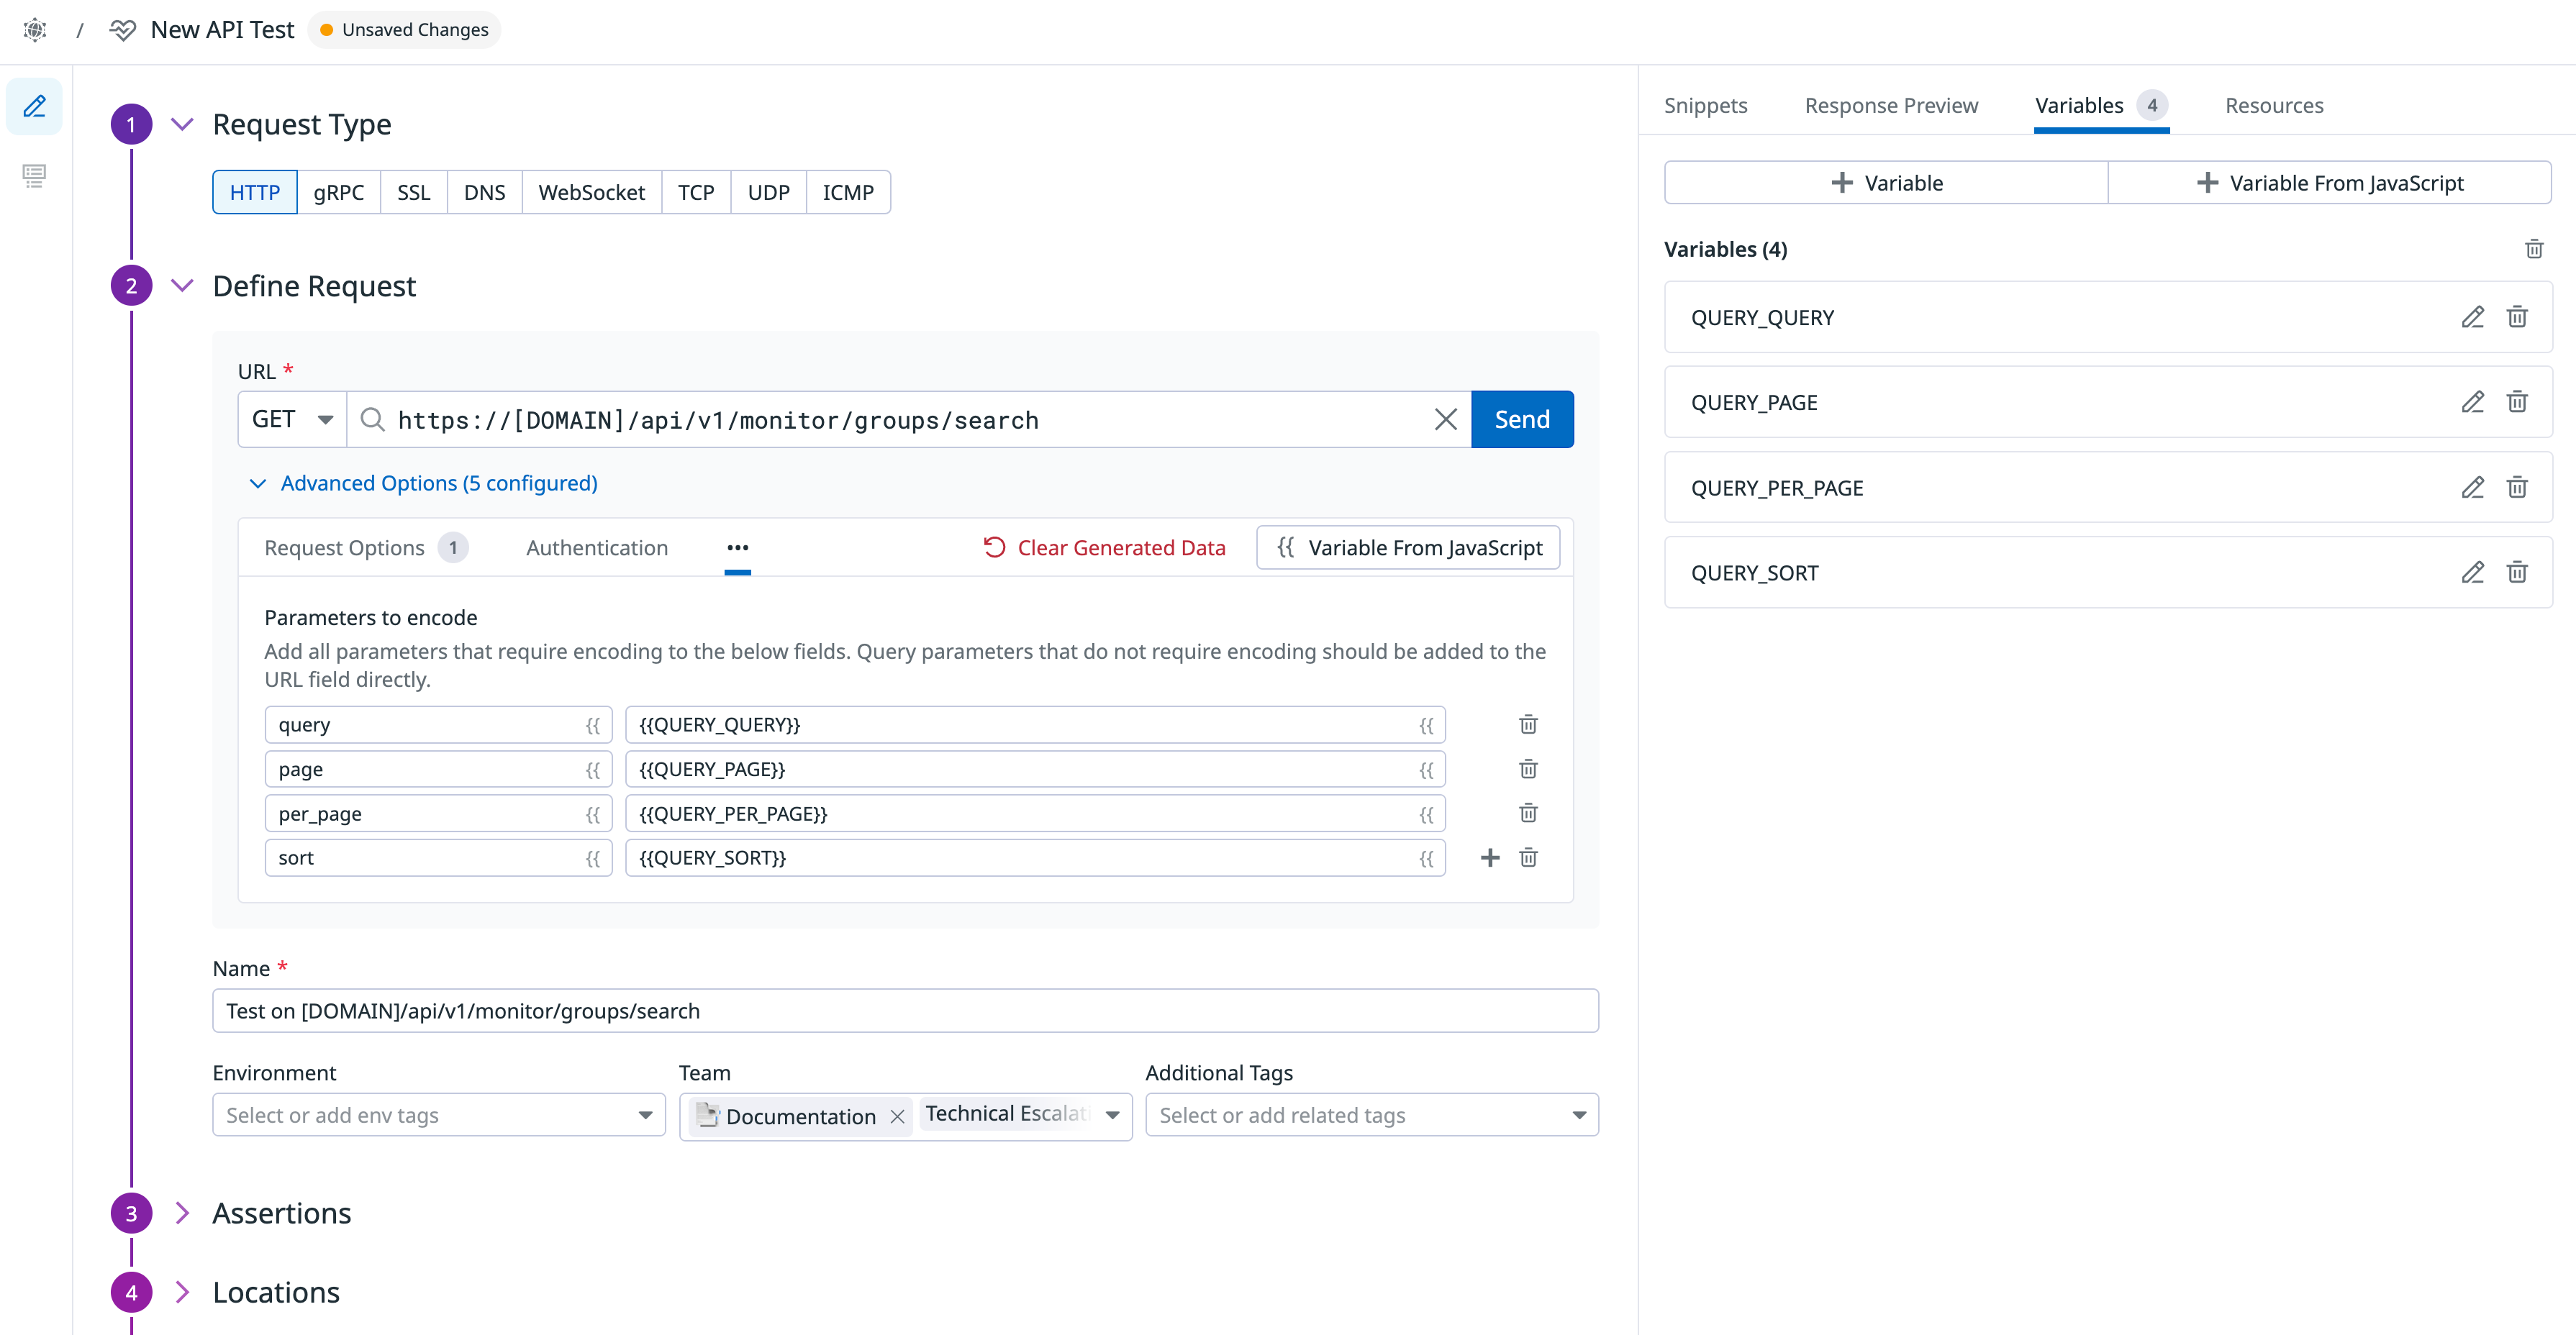 / New API Test Unsaved Changes
1 Request Type
HTTP gRPC SSL DNS WebSocket TCP UDP ICMP
2 Define Request
URL *
GET https://[DOMAIN]/api/v1/monitor/groups/search Send
Advanced Options (5 configured)
Request Options 1 Authentication ••• Clear Generated Data {{ Variable From JavaScript
Parameters to encode
Add all parameters that require encoding to the below fields. Query parameters that do not require encoding should be added to the
URL field directly.
query {{ {{QUERY_QUERY}} {{
page {{ {{QUERY_PAGE}} {{
per_page {{ {{QUERY_PER_PAGE}} {{
sort {{ {{QUERY_SORT}} {{
Name *
Test on [DOMAIN]/api/v1/monitor/groups/search
Environment Team Additional Tags
Select or add env tags Documentation Technical Escalati Select or add related tags
3 Assertions
4 Locations
Snippets Response Preview Variables 4 Resources
+ Variable + Variable From JavaScript
Variables (4)
QUERY_QUERY
QUERY_PAGE
QUERY_PER_PAGE
QUERY_SORT